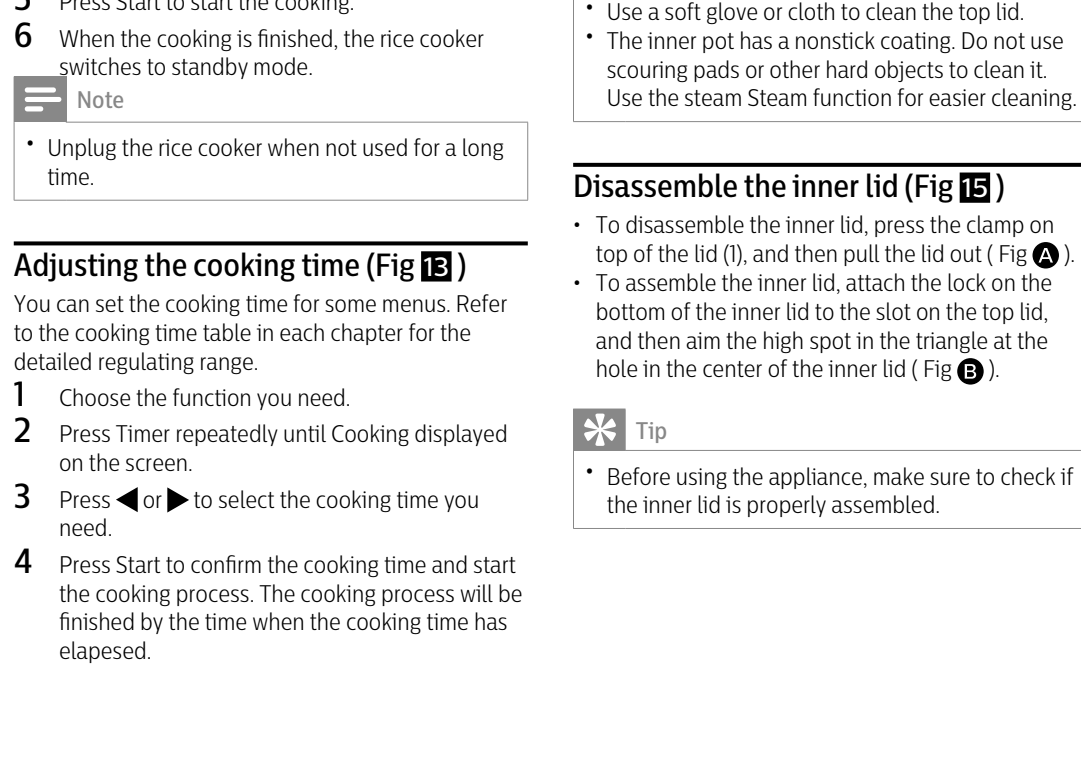 5 Press Start to start the cooking.
6 When the cooking is finished, the rice cooker
switches to standby mode.
Note
• Unplug the rice cooker when not used for a long
time.
Adjusting the cooking time (Fig 13)
You can set the cooking time for some menus. Refer
to the cooking time table in each chapter for the
detailed regulating range.
1 Choose the function you need.
2 Press Timer repeatedly until Cooking displayed
on the screen.
3 Press ◀ or ▶ to select the cooking time you
need.
4 Press Start to confirm the cooking time and start
the cooking process. The cooking process will be
finished by the time when the cooking time has
elapesed.
• Use a soft glove or cloth to clean the top lid.
• The inner pot has a nonstick coating. Do not use
scouring pads or other hard objects to clean it.
Use the steam Steam function for easier cleaning.
Disassemble the inner lid (Fig 15)
• To disassemble the inner lid, press the clamp on
top of the lid (1), and then pull the lid out ( Fig A ).
• To assemble the inner lid, attach the lock on the
bottom of the inner lid to the slot on the top lid,
and then aim the high spot in the triangle at the
hole in the center of the inner lid ( Fig B ).
Tip
• Before using the appliance, make sure to check if
the inner lid is properly assembled.